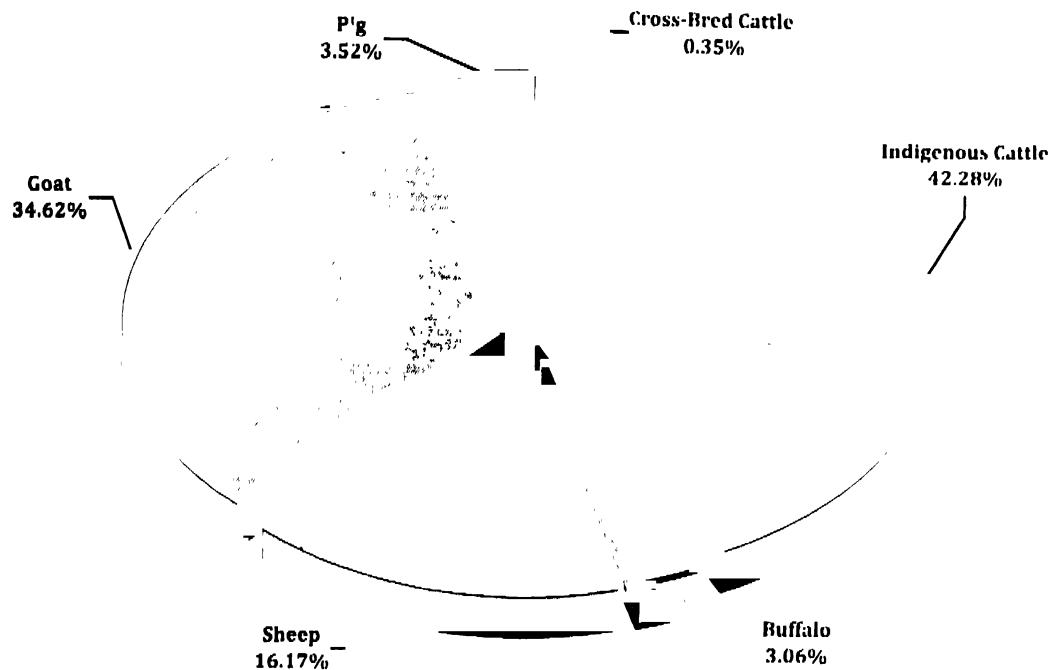 P'g
3.52%
Cross-Bred Cattle
0.35%
Indigenous Cattle
42.28%
Goat
34.62%
Sheep
16.17%
Buffalo
3.06%